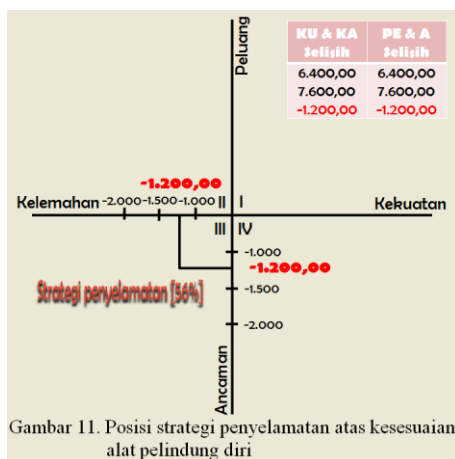 Peluang
KU & KA PE & A
Selisih Selisih
6.400,00 6.400,00
7.600,00 7.600,00
-1.200,00 -1.200,00
-1.200,00
Kelemahan -2.000 -1.500 -1.000 II I Kekuatan
III IV
-1.000
-1.200,00
Strategi penyelamatan [56%]
-1.500
-2.000
Ancaman
Gambar 11. Posisi strategi penyelamatan atas kesesuaian
alat pelindung diri